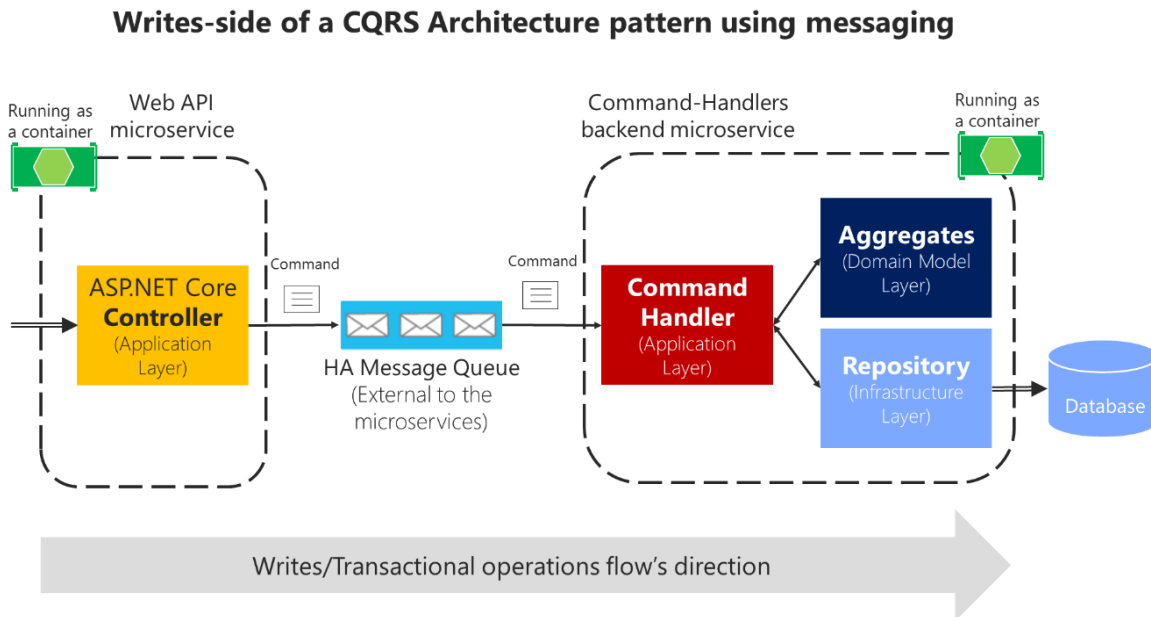 Writes-side of a CQRS Architecture pattern using messaging
Running as
a container
Web API
microservice
Command-Handlers
backend microservice
Running as
a container
ASP.NET Core
Controller
(Application
Layer)
Command
HA Message Queue
(External to the
microservices)
Command
Command
Handler
(Application
Layer)
Aggregates
(Domain Model
Layer)
Repository
(Infrastructure
Layer)
Database
Writes/Transactional operations flow's direction